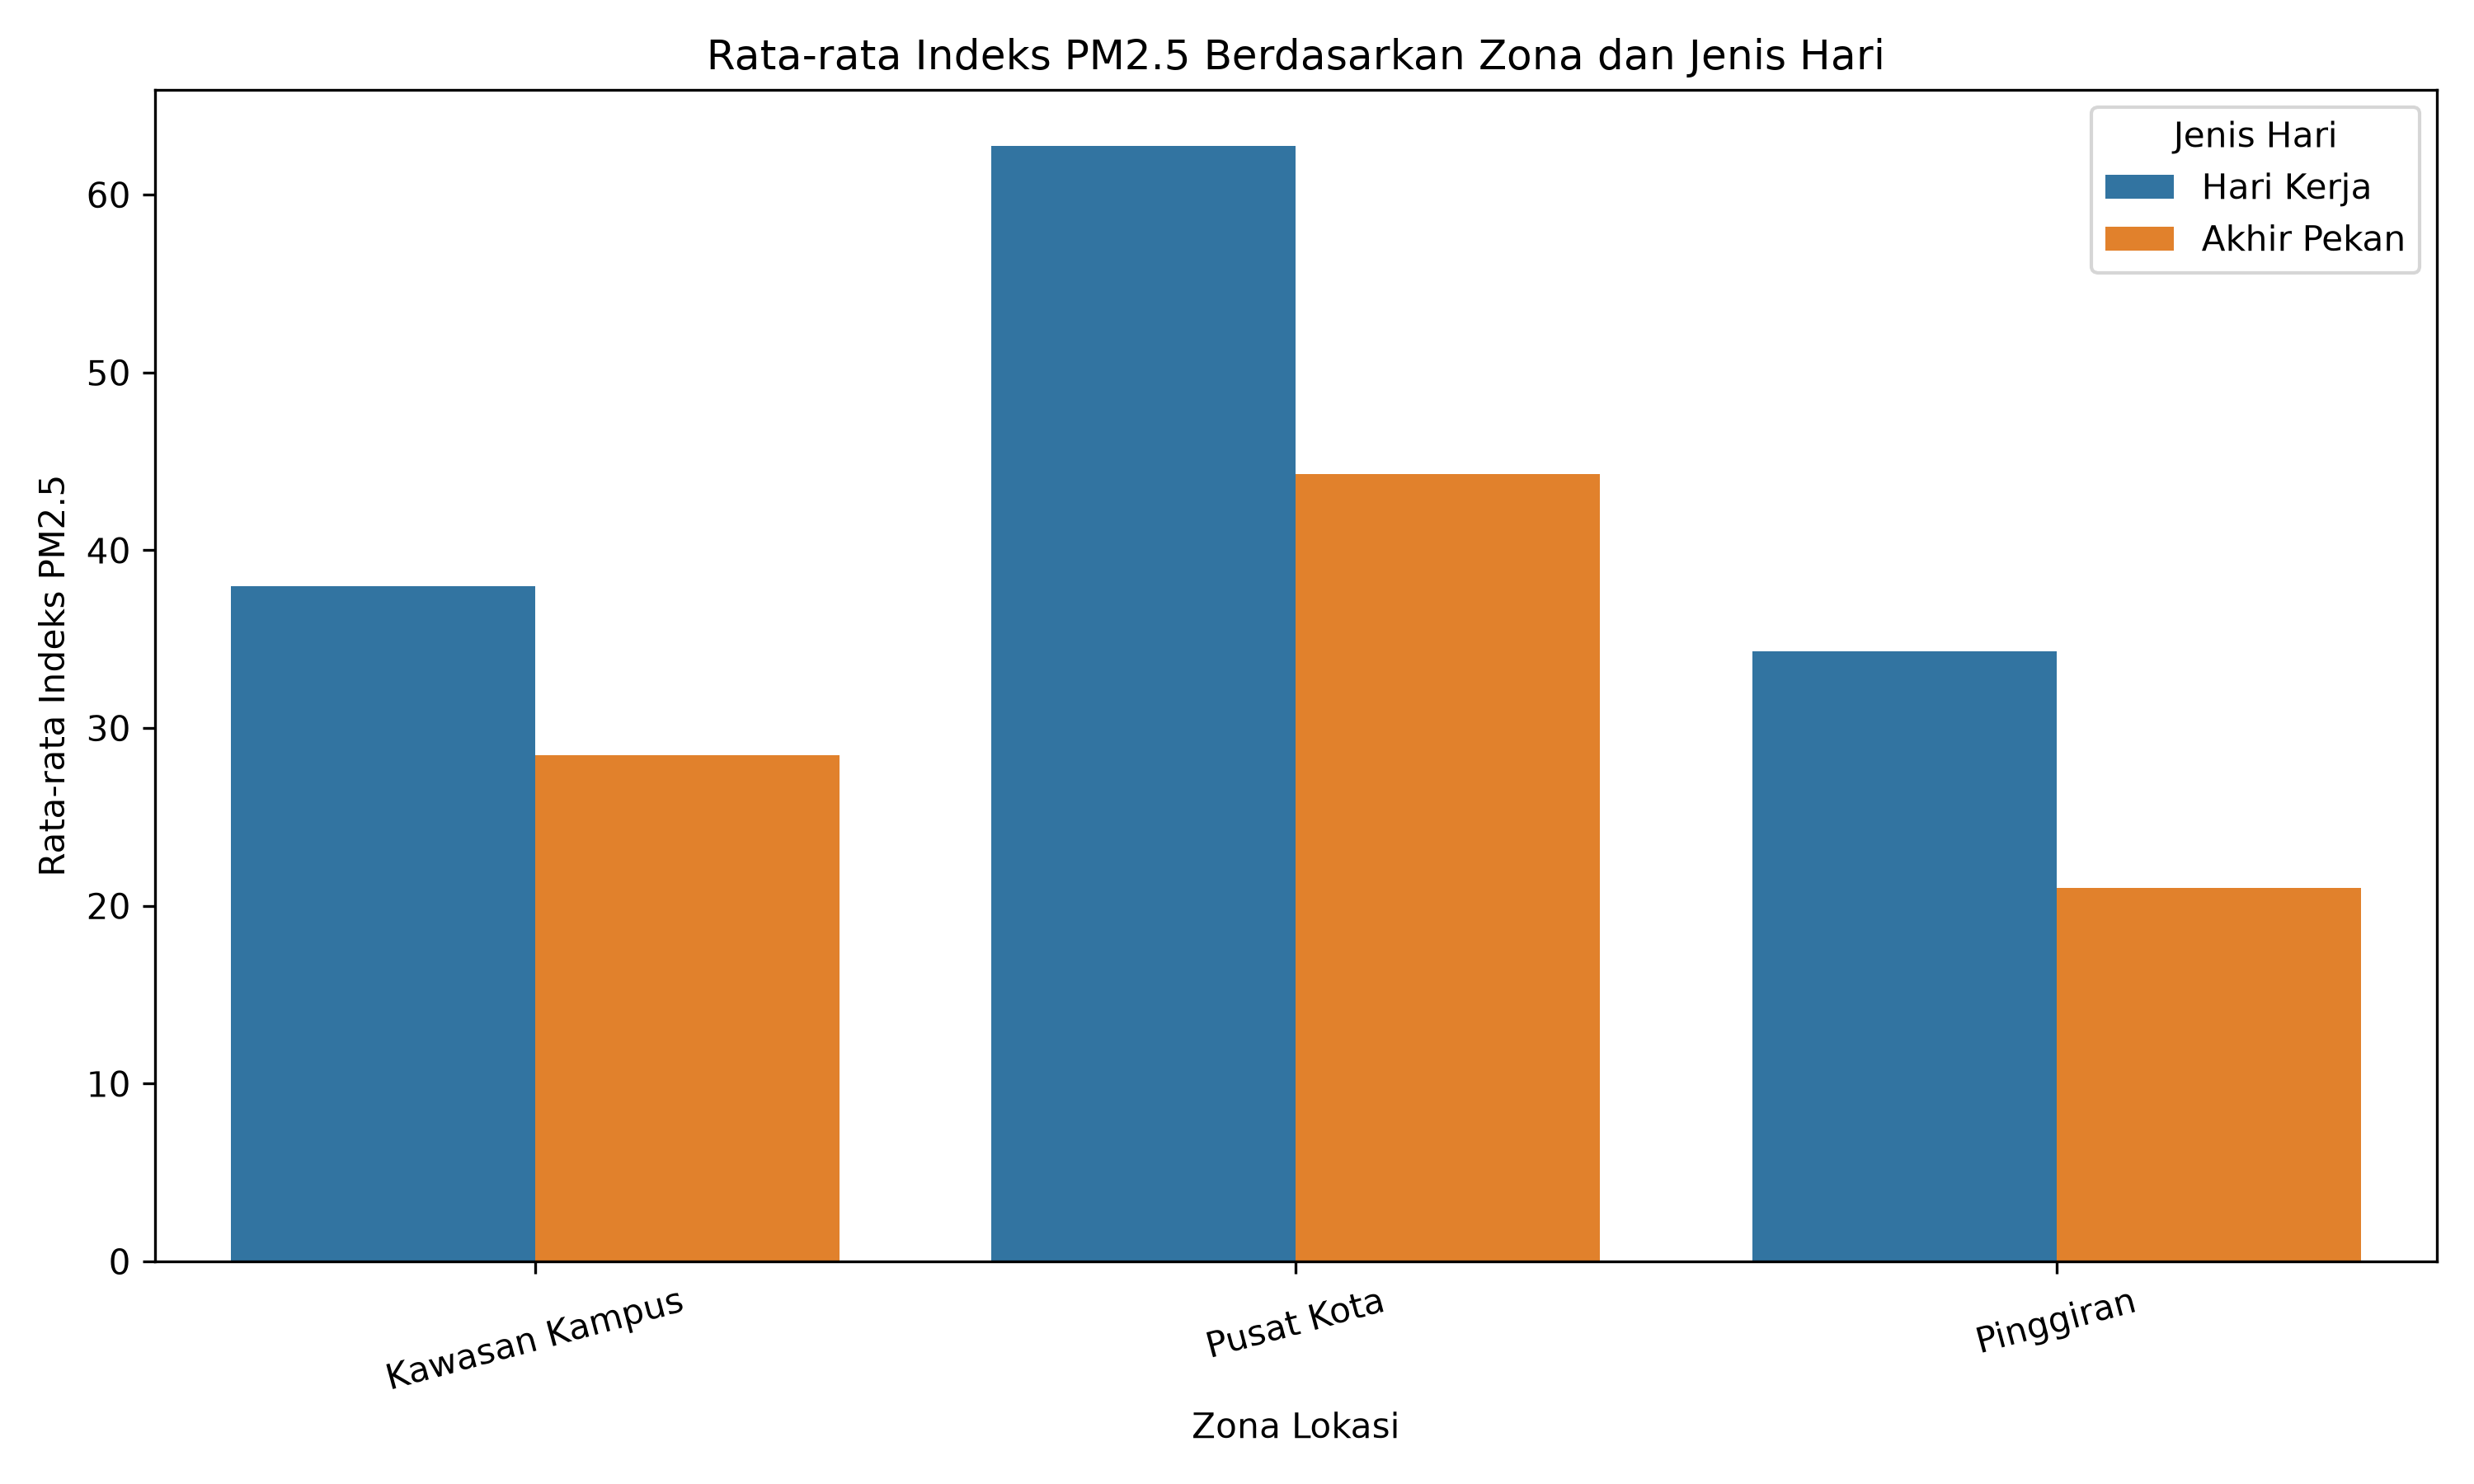 Rata-rata Indeks PM2.5 Berdasarkan Zona dan Jenis Hari
Jenis Hari
Hari Kerja
Akhir Pekan
Rata-rata Indeks PM2.5
60
50
40
30
20
10
0
Kawasan Kampus
Pusat Kota
Pinggiran
Zona Lokasi